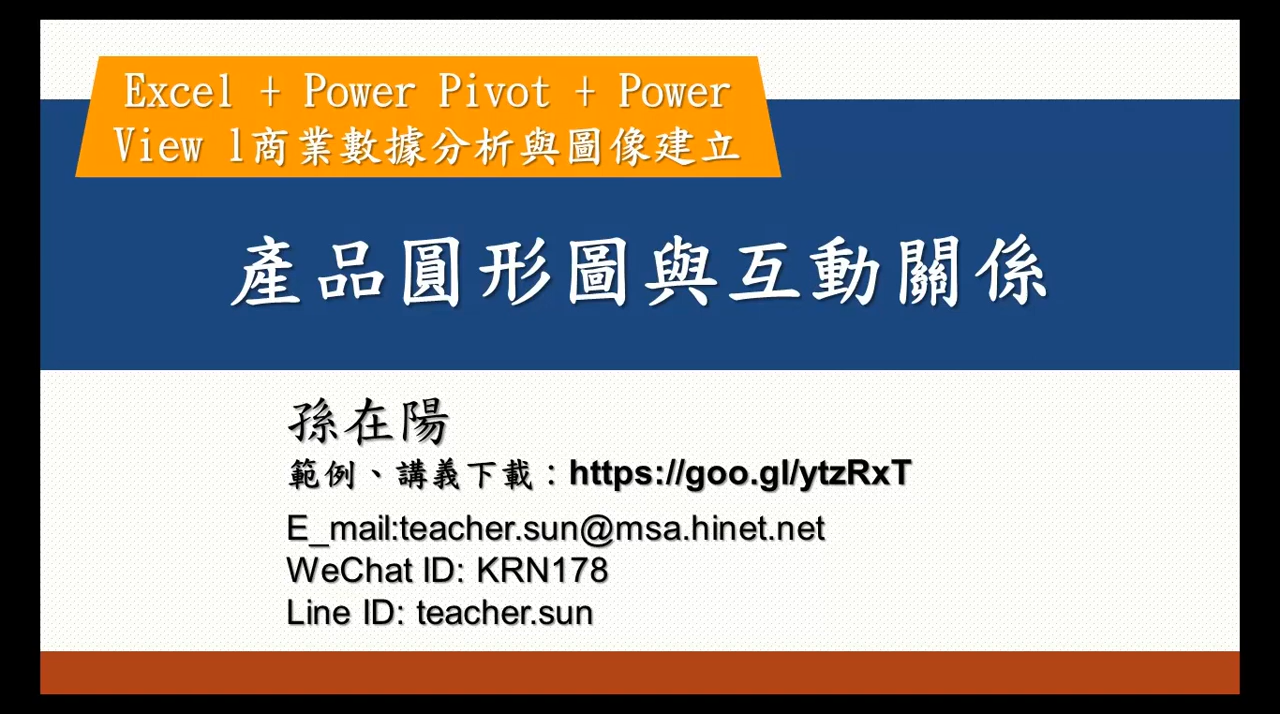 Excel + Power Pivot + Power
View 1商業數據分析與圖像建立
產品圓形圖與互動關係
孫在陽
範例、講義下載：https://goo.gl/ytzRxT
E_mail:teacher.sun@msa.hinet.net
WeChat ID: KRN178
Line ID: teacher.sun